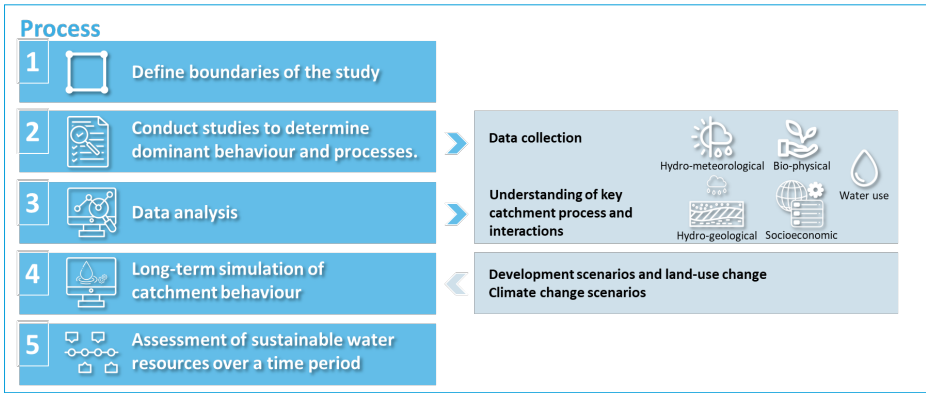 Process
1
Define boundaries of the study
2
Conduct studies to determine
dominant behaviour and processes.
Data collection
Hydro-meteorological
Bio-physical
Water use
3
Data analysis
Understanding of key
catchment process and
interactions
Hydro-geological
Socioeconomic
4
Long-term simulation of
catchment behaviour
Development scenarios and land-use change
Climate change scenarios
5
Assessment of sustainable water
resources over a time period